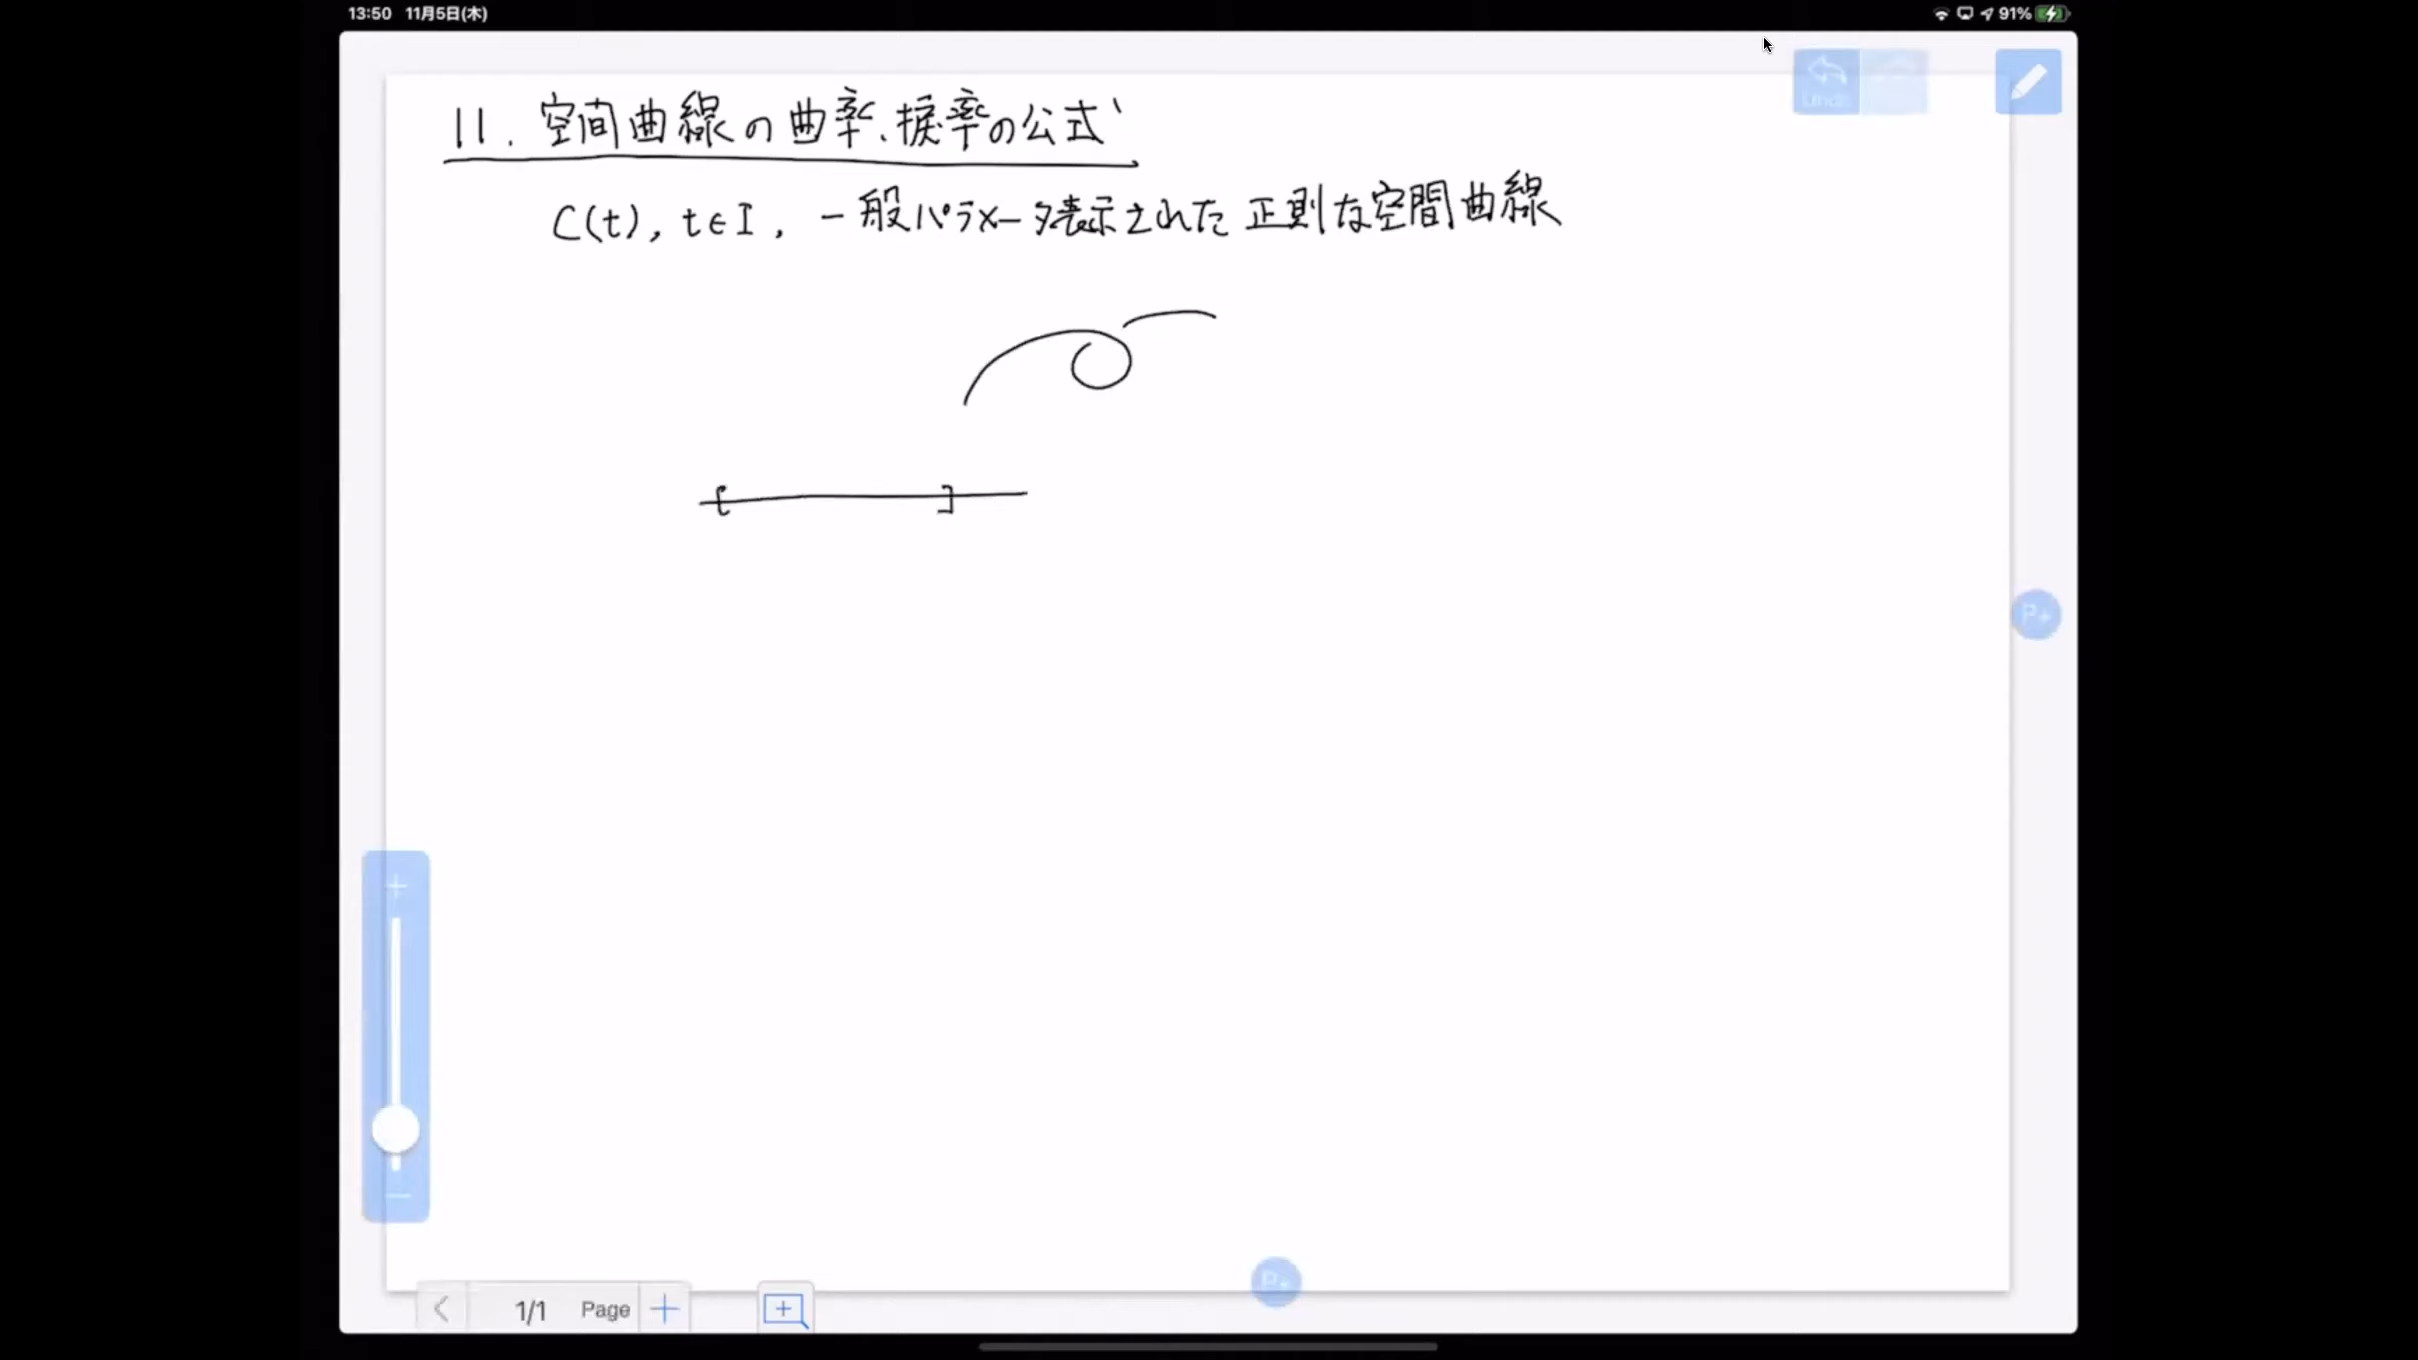 13:50 11月5日(木) 91%
Undo
11. 空間曲線の曲率、捩率の公式
C(t), t∈I, 一般パラメータ表示された正則な空間曲線
[ ]
P+
P+
1/1 Page